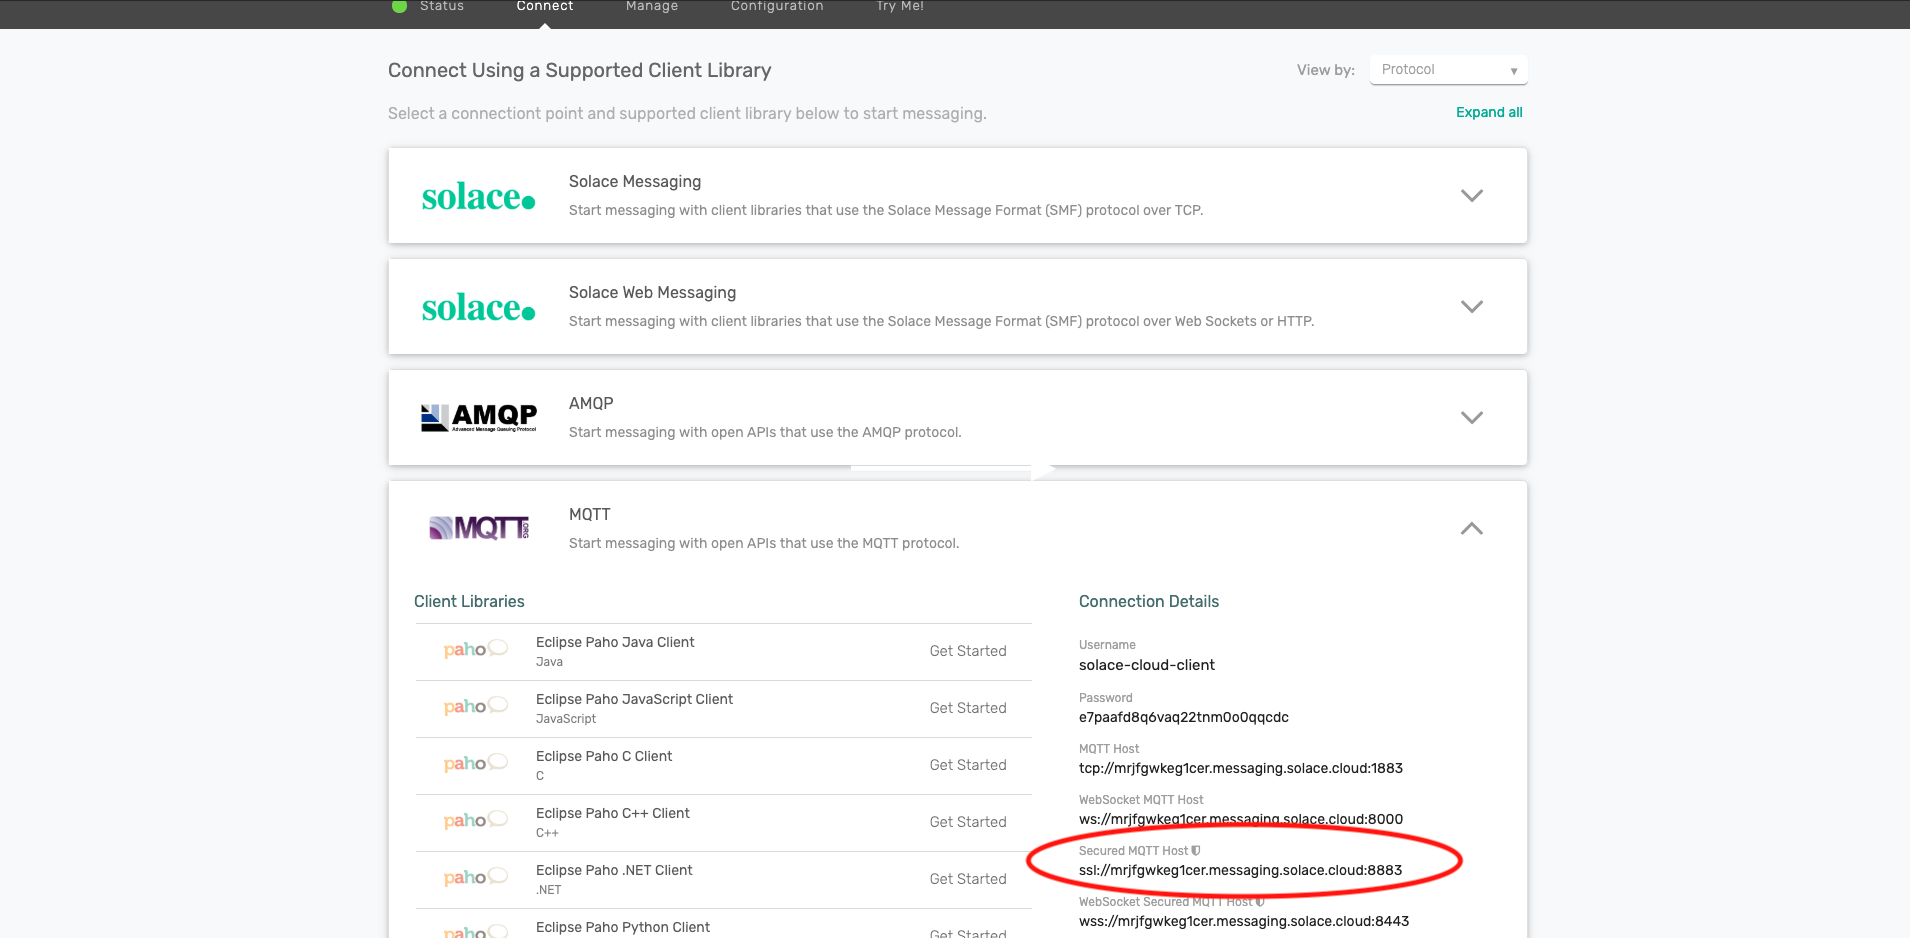 Status Connect Manage Configuration Try Me!
Connect Using a Supported Client Library
View by: Protocol
Select a connectiont point and supported client library below to start messaging.
Expand all
solace.
Solace Messaging
Start messaging with client libraries that use the Solace Message Format (SMF) protocol over TCP.
solace.
Solace Web Messaging
Start messaging with client libraries that use the Solace Message Format (SMF) protocol over Web Sockets or HTTP.
AMQP
Advanced Message Queuing Protocol
AMQP
Start messaging with open APIs that use the AMQP protocol.
MQTT.ORG
MQTT
Start messaging with open APIs that use the MQTT protocol.
Client Libraries
paho
Eclipse Paho Java Client
Java
Get Started
paho
Eclipse Paho JavaScript Client
JavaScript
Get Started
paho
Eclipse Paho C Client
C
Get Started
paho
Eclipse Paho C++ Client
C++
Get Started
paho
Eclipse Paho .NET Client
.NET
Get Started
paho
Eclipse Paho Python Client
Get Started
Connection Details
Username
solace-cloud-client
Password
e7paafd8q6vaq22tnm0o0qqcdc
MQTT Host
tcp://mrjfgwkeg1cer.messaging.solace.cloud:1883
WebSocket MQTT Host
ws://mrjfgwkeg1cer.messaging.solace.cloud:8000
Secured MQTT Host
ssl://mrjfgwkeg1cer.messaging.solace.cloud:8883
WebSocket Secured MQTT Host
wss://mrjfgwkeg1cer.messaging.solace.cloud:8443